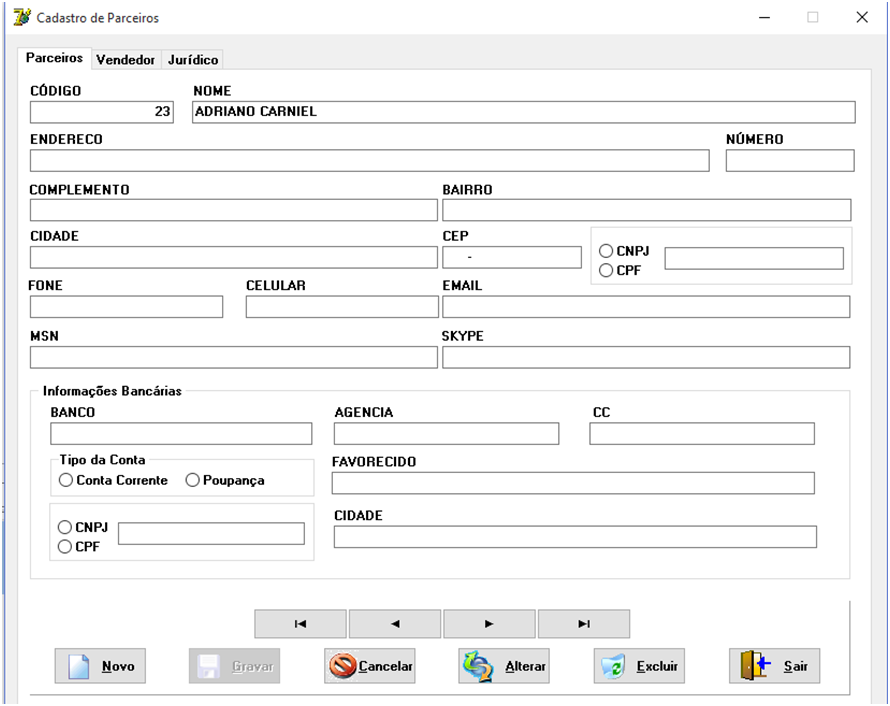 Cadastro de Parceiros
Parceiros Vendedor Jurídico
CÓDIGO NOME
23 ADRIANO CARNIEL
ENDERECO NÚMERO
COMPLEMENTO BAIRRO
CIDADE CEP
- CNPJ
CPF
FONE CELULAR EMAIL
MSN SKYPE
Informações Bancárias
BANCO AGENCIA CC
Tipo da Conta FAVORECIDO
Conta Corrente Poupança
CIDADE
CNPJ
CPF
Novo Gravar Cancelar Alterar Excluir Sair